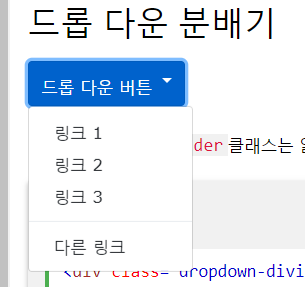 드롭 다운 분배기
드롭 다운 버튼
링크 1
링크 2
der 클래스는
링크 3
다른 링크
<div class="dropdown-divi